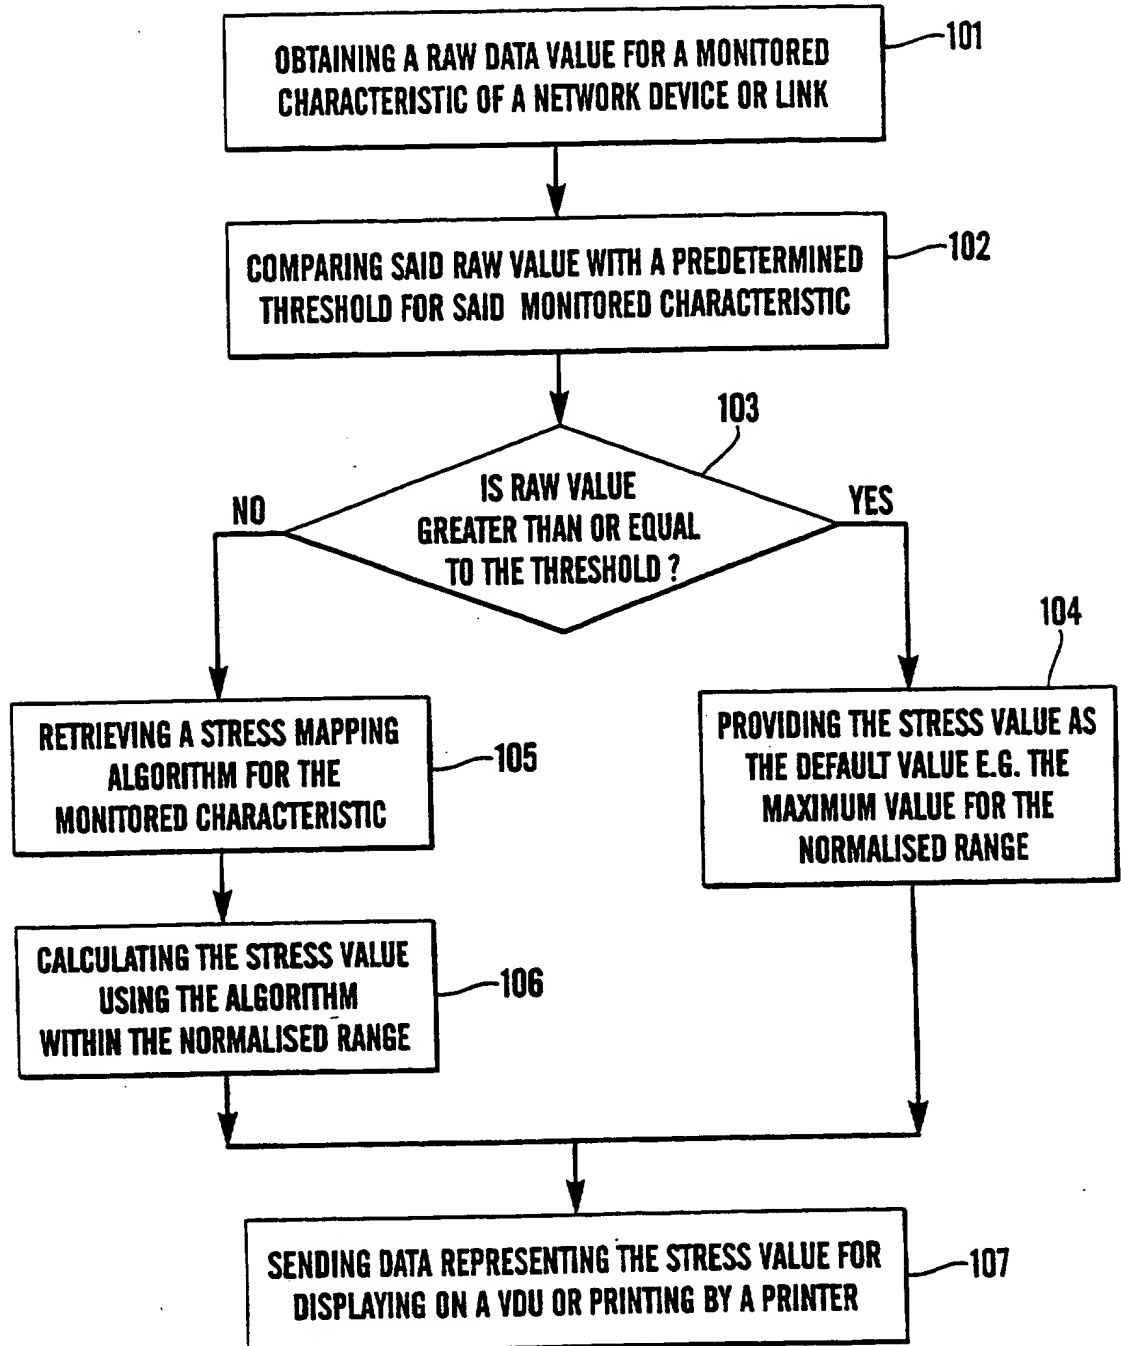 OBTAINING A RAW DATA VALUE FOR A MONITORED
CHARACTERISTIC OF A NETWORK DEVICE OR LINK
101
COMPARING SAID RAW VALUE WITH A PREDETERMINED
THRESHOLD FOR SAID MONITORED CHARACTERISTIC
102
103
IS RAW VALUE
GREATER THAN OR EQUAL
TO THE THRESHOLD ?
NO
YES
104
RETRIEVING A STRESS MAPPING
ALGORITHM FOR THE
MONITORED CHARACTERISTIC
105
PROVIDING THE STRESS VALUE AS
THE DEFAULT VALUE E.G. THE
MAXIMUM VALUE FOR THE
NORMALISED RANGE
CALCULATING THE STRESS VALUE
USING THE ALGORITHM
WITHIN THE NORMALISED RANGE
106
SENDING DATA REPRESENTING THE STRESS VALUE FOR
DISPLAYING ON A VDU OR PRINTING BY A PRINTER
107